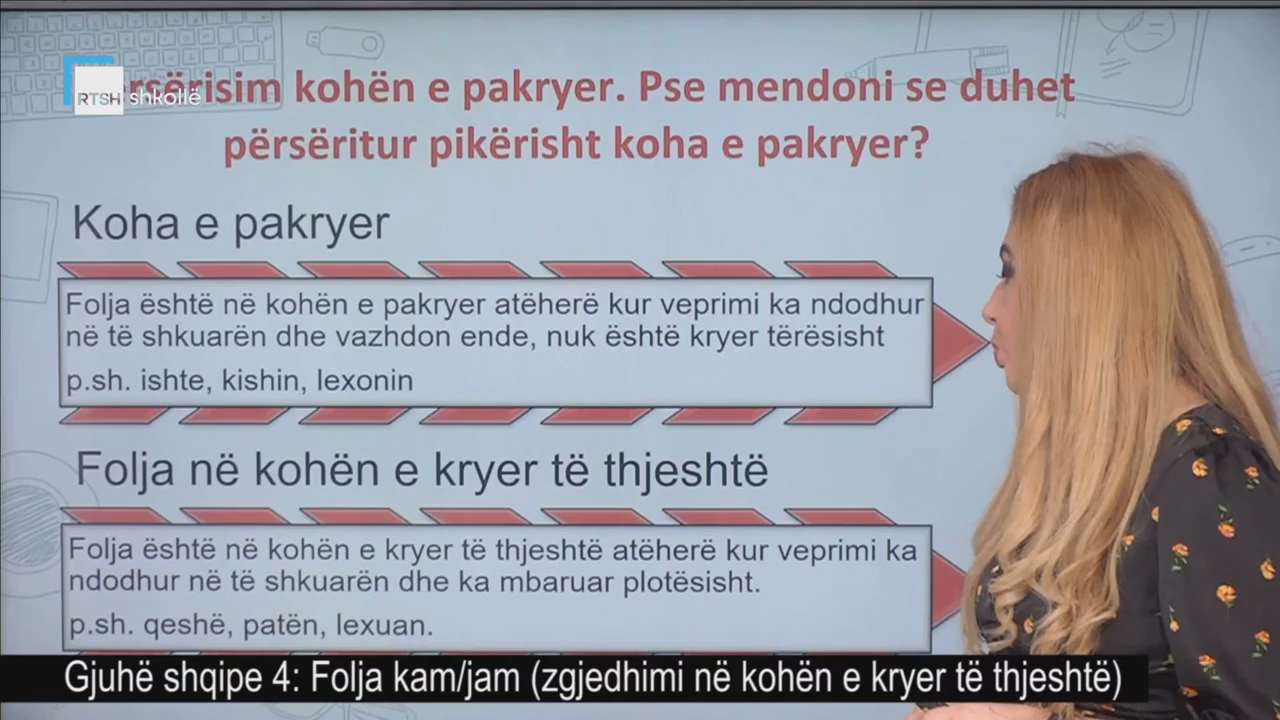 kohën e pakryer. Pse mendoni se duhet
përsëritur pikërisht koha e pakryer?
RTSH shkollë
Koha e pakryer
Folja është në kohën e pakryer atëherë kur veprimi ka ndodhur
në të shkuarën dhe vazhdon ende, nuk është kryer tërësisht
p.sh. ishte, kishin, lexonin
Folja në kohën e kryer të thjeshtë
Folja është në kohën e kryer të thjeshtë atëherë kur veprimi ka
ndodhur në të shkuarën dhe ka mbaruar plotësisht.
p.sh. qeshë, patën, lexuan.
Gjuhë shqipe 4: Folja kam/jam (zgjedhimi në kohën e kryer të thjeshtë)